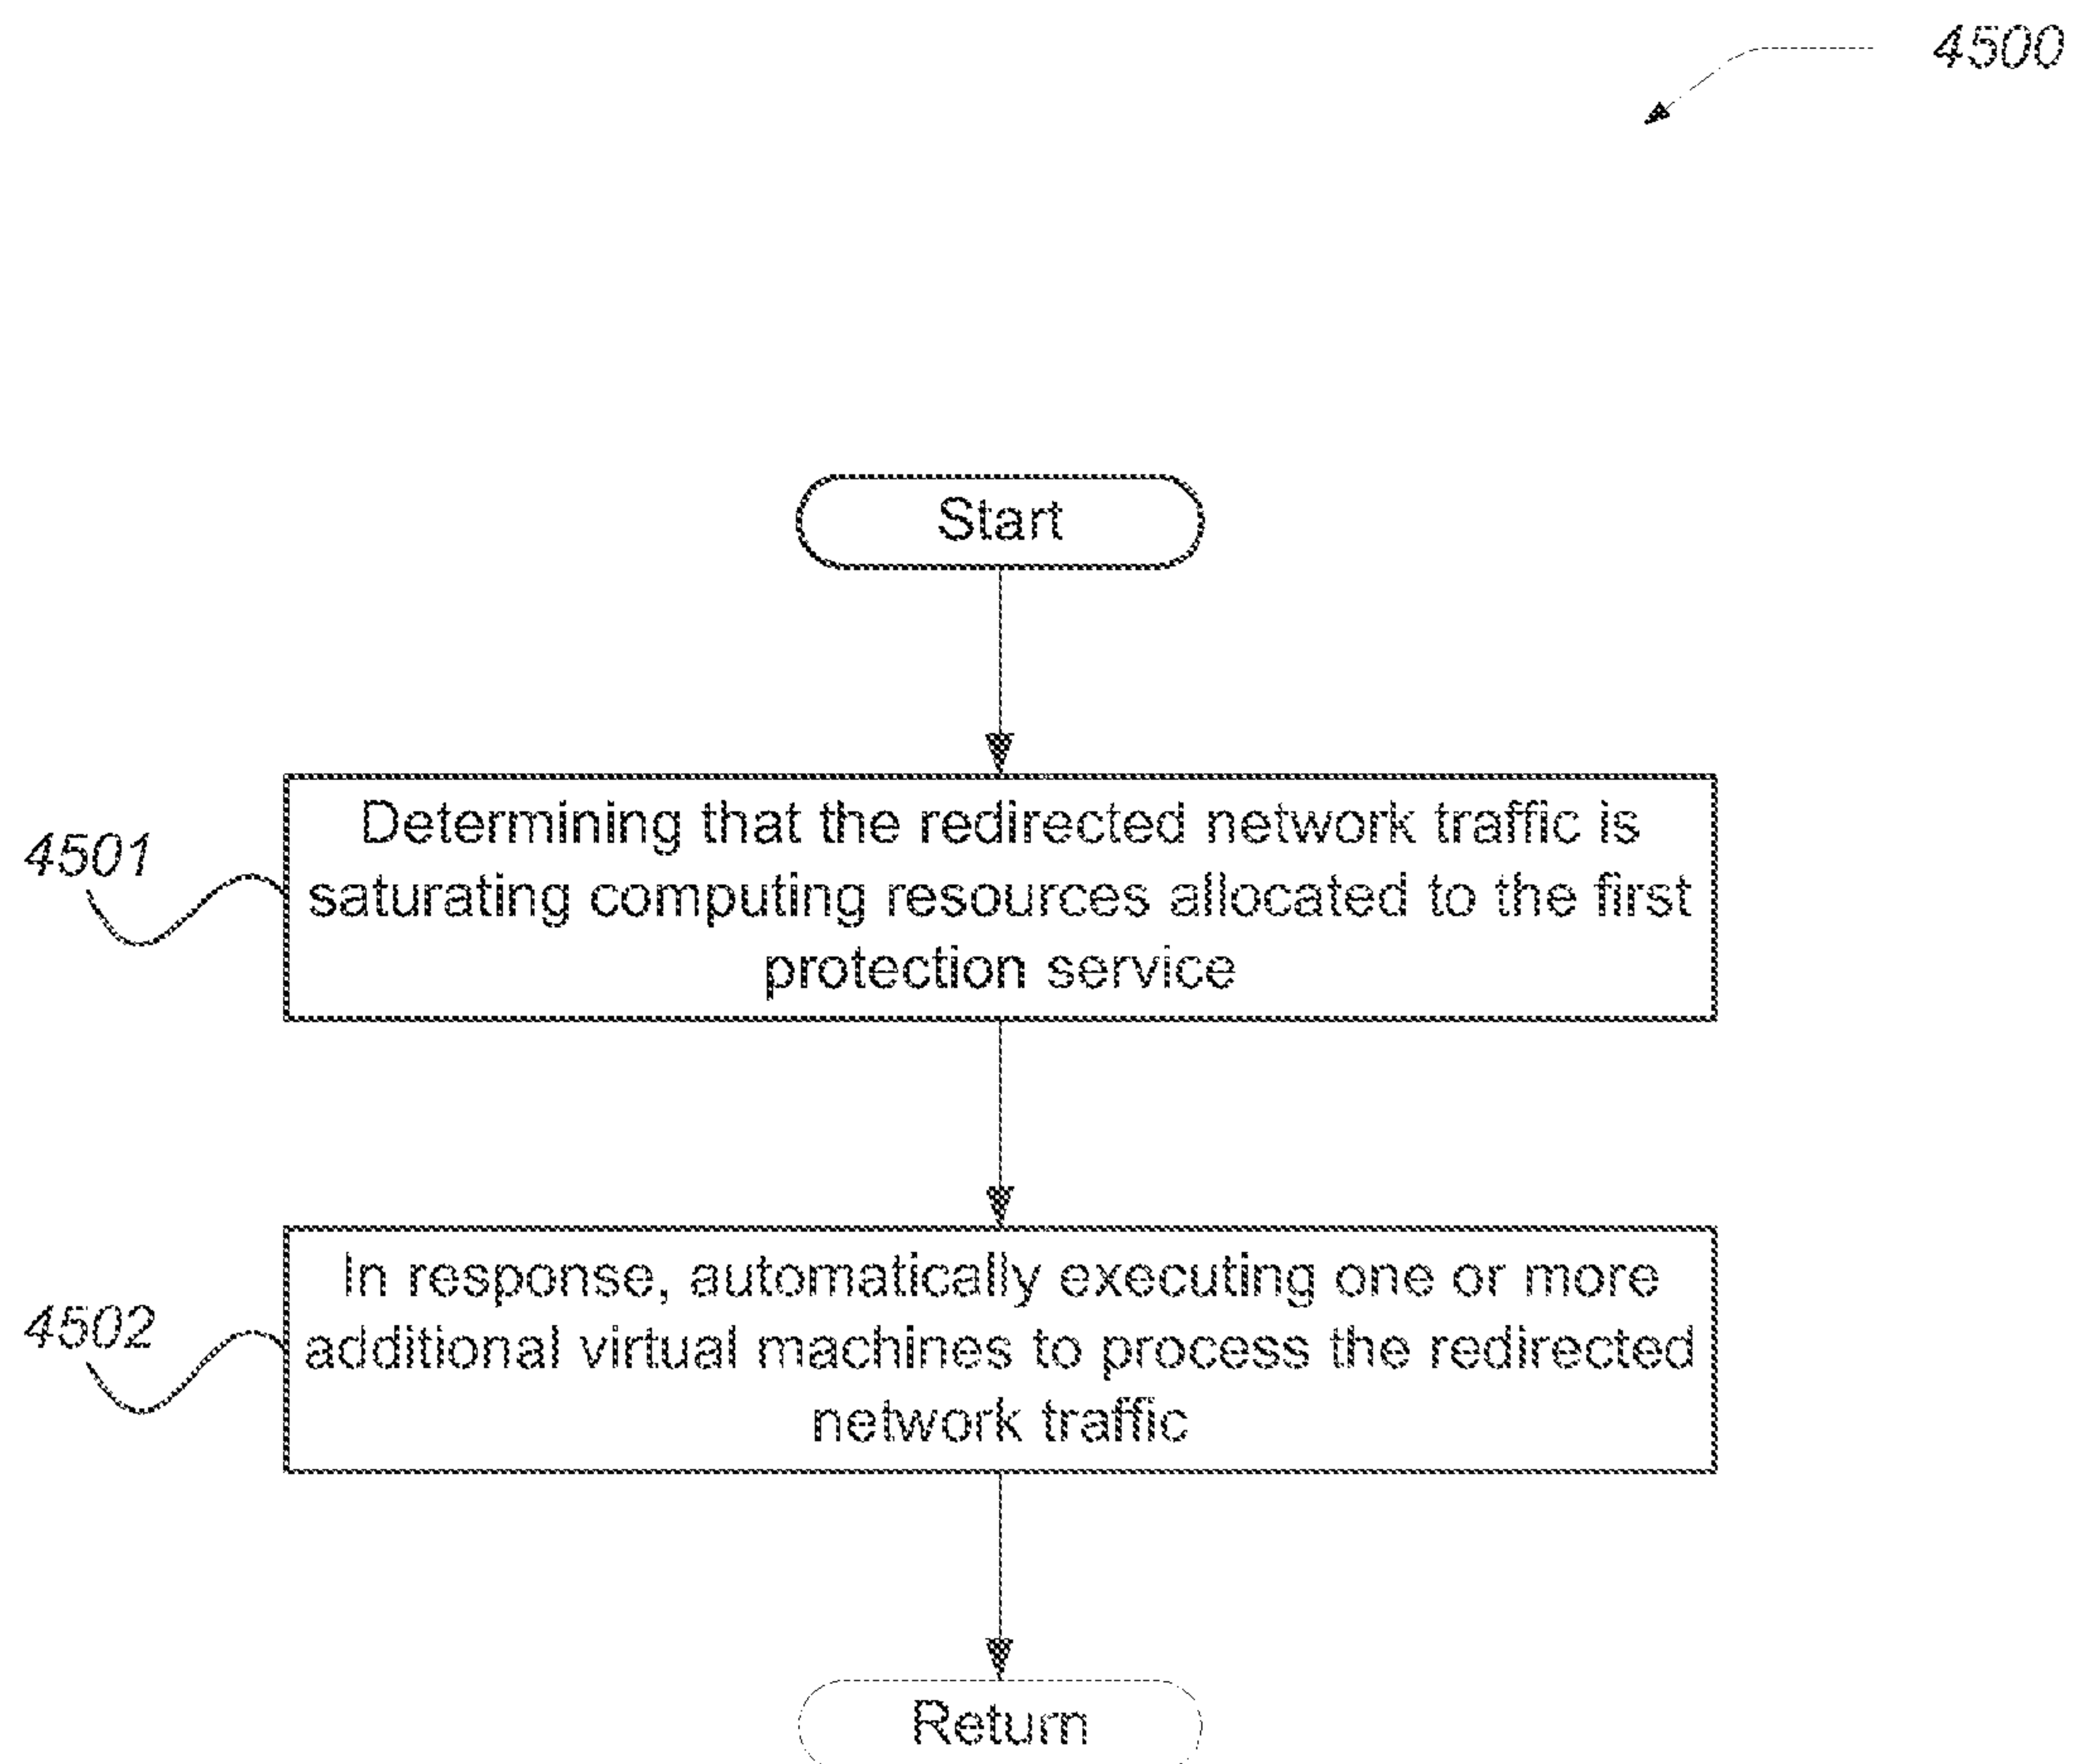 4500
Start
4501
Determining that the redirected network traffic is
saturating computing resources allocated to the first
protection service
4502
In response, automatically executing one or more
additional virtual machines to process the redirected
network traffic
Return